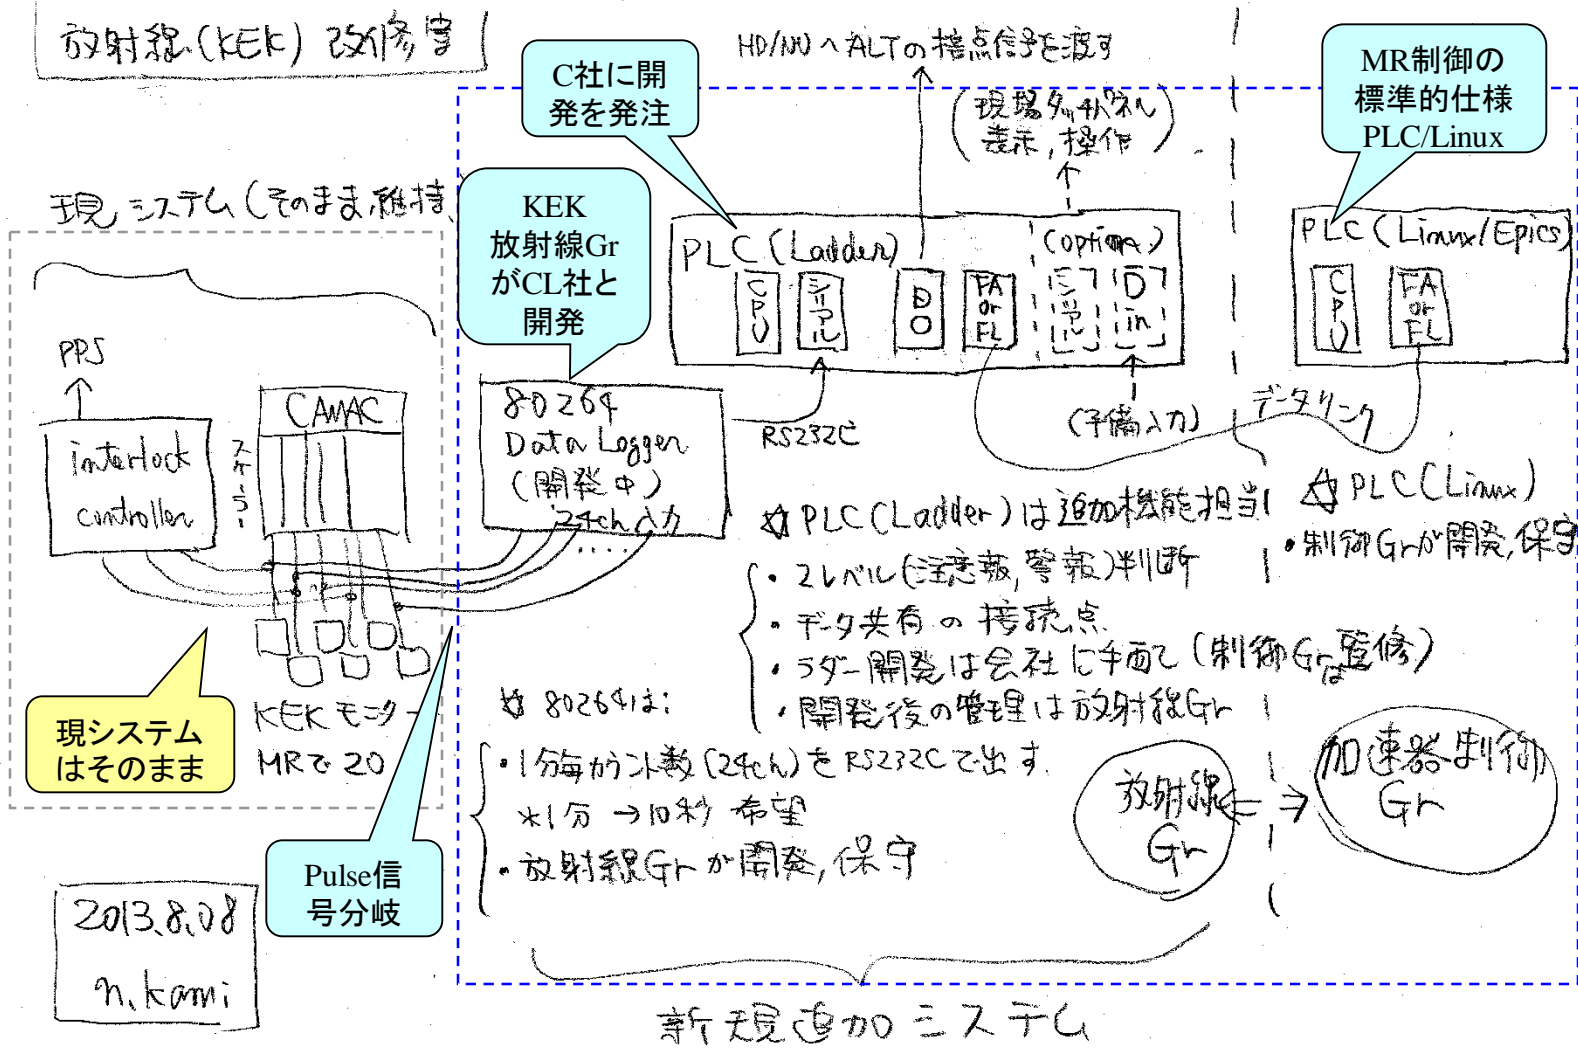 放射線(KEK) 改修案
HD/NU へ ALTの接点信号を渡す
C社に開
発を発注
MR制御の
標準的仕様
PLC/Linux
(現場タッチパネル
表示, 操作)
現システム(そのまま維持
KEK
放射線Gr
がCL社と
開発
PLC (Ladder)
(option)
CPU
シリアル
DO
FA or FL
シリアル
D in
PLC (Linux/Epics)
CPU
FA or FL
PPS
interlock
controller
スケーラー
CAMAC
80264
Data Logger
(開発中)
24ch入力
.....
RS232C
(予備入力)
データリンク
☆ PLC(Ladder)は追加機能担当
・2レベル(注意報, 警報)判断
・データ共有の接続点
・ラダー開発は会社に手面て(制御Grは監修)
・開発後の管理は放射線Gr
☆ PLC(Linux)
・制御Grが開発,保守
現システム
はそのまま
KEKモニター
MRで20
☆ 80264は:
・1分毎カウント数(24ch)をRS232Cで出す.
*1分→10秒 希望
・放射線Grが開発,保守
Pulse信
号分岐
放射線
Gr
加速器制御
Gr
2013.8.08
n.kami
新規追加システム